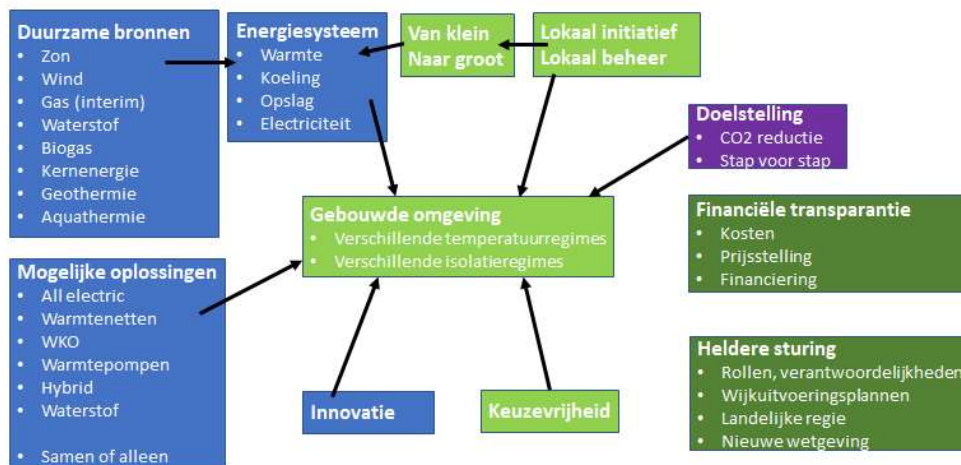 Duurzame bronnen
• Zon
• Wind
• Gas (interim)
• Waterstof
• Biogas
• Kernenergie
• Geothermie
• Aquathermie
Energiesysteem
• Warmte
• Koeling
• Opslag
• Electriciteit
Van klein
Naar groot
Lokaal initiatief
Lokaal beheer
Doelstelling
• CO2 reductie
• Stap voor stap
Gebouwde omgeving
• Verschillende temperatuurregimes
• Verschillende isolatieregimes
Financiële transparantie
• Kosten
• Prijsstelling
• Financiering
Mogelijke oplossingen
• All electric
• Warmtenetten
• WKO
• Warmtepompen
• Hybrid
• Waterstof
• Samen of alleen
Innovatie
Keuzevrijheid
Heldere sturing
• Rollen, verantwoordelijkheden
• Wijkuitvoeringsplannen
• Landelijke regie
• Nieuwe wetgeving